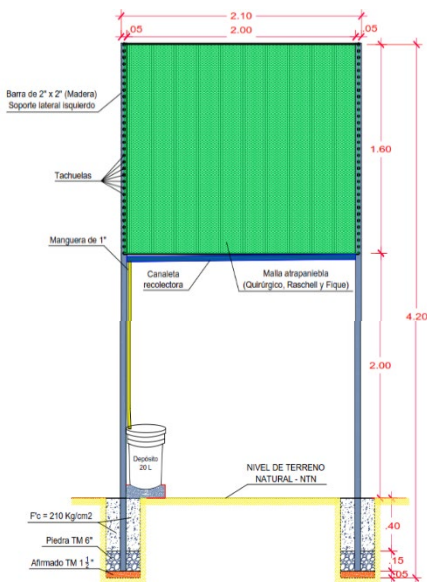 2.10
.05
2.00
.05
Barra de 2" x 2" (Madera)
Soporte lateral izquierdo
1.60
Tachuelas
Manguera de 1"
Canaleta
recolectora
Malla atrapaniebla
(Quirúrgico, Raschell y Fique)
4.20
2.00
Depósito
20 L
NIVEL DE TERRENO
NATURAL - NTN
F'c = 210 Kg/cm2
.40
Piedra TM 6"
.15
Afirmado TM 1 1/2"
.05